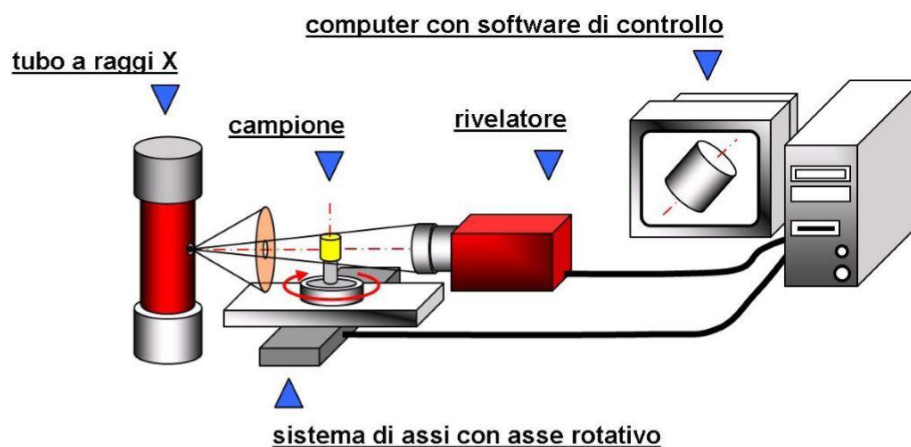 computer con software di controllo
tubo a raggi X
campione
rivelatore
sistema di assi con asse rotativo